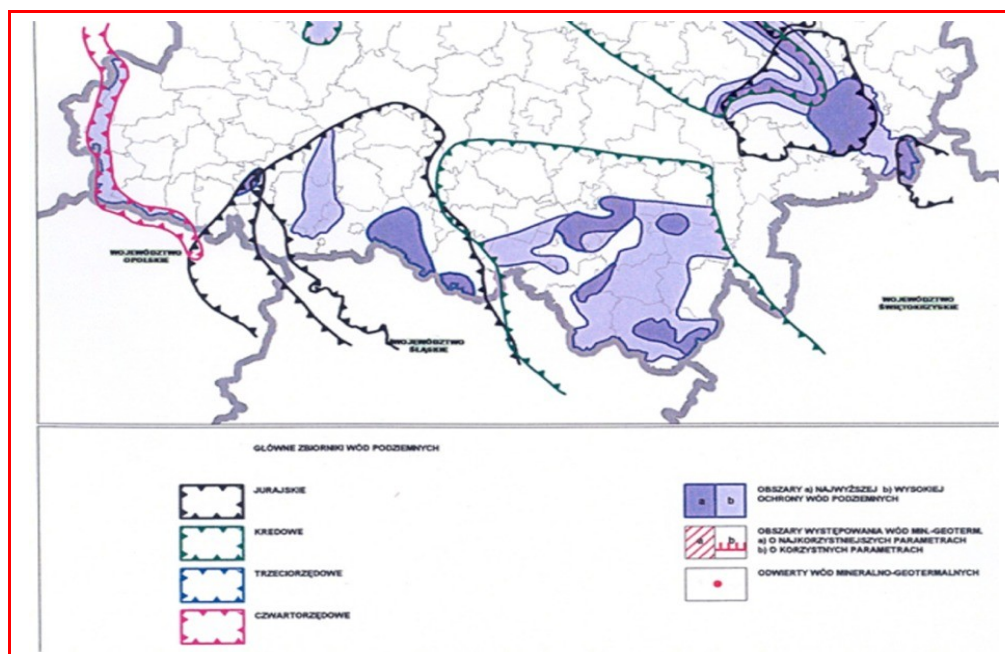 WOJEWÓDZTWO
OPOLSKIE
WOJEWÓDZTWO
ŚLĄSKIE
WOJEWÓDZTWO
ŚWIĘTOKRZYSKIE
GŁÓWNE ZBIORNIKI WÓD PODZIEMNYCH
JURAJSKIE
KREDOWE
TRZECIORZĘDOWE
CZWARTORZĘDOWE
a b
OBSZARY a) NAJWYŻSZEJ b) WYSOKIEJ
OCHRONY WÓD PODZIEMNYCH
a b
OBSZARY WYSTĘPOWANIA WÓD MIN.-GEOTERM.
a) O NAJKORZYSTNIEJSZYCH PARAMETRACH
b) O KORZYSTNYCH PARAMETRACH
ODWIERTY WÓD MINERALNO-GEOTERMALNYCH